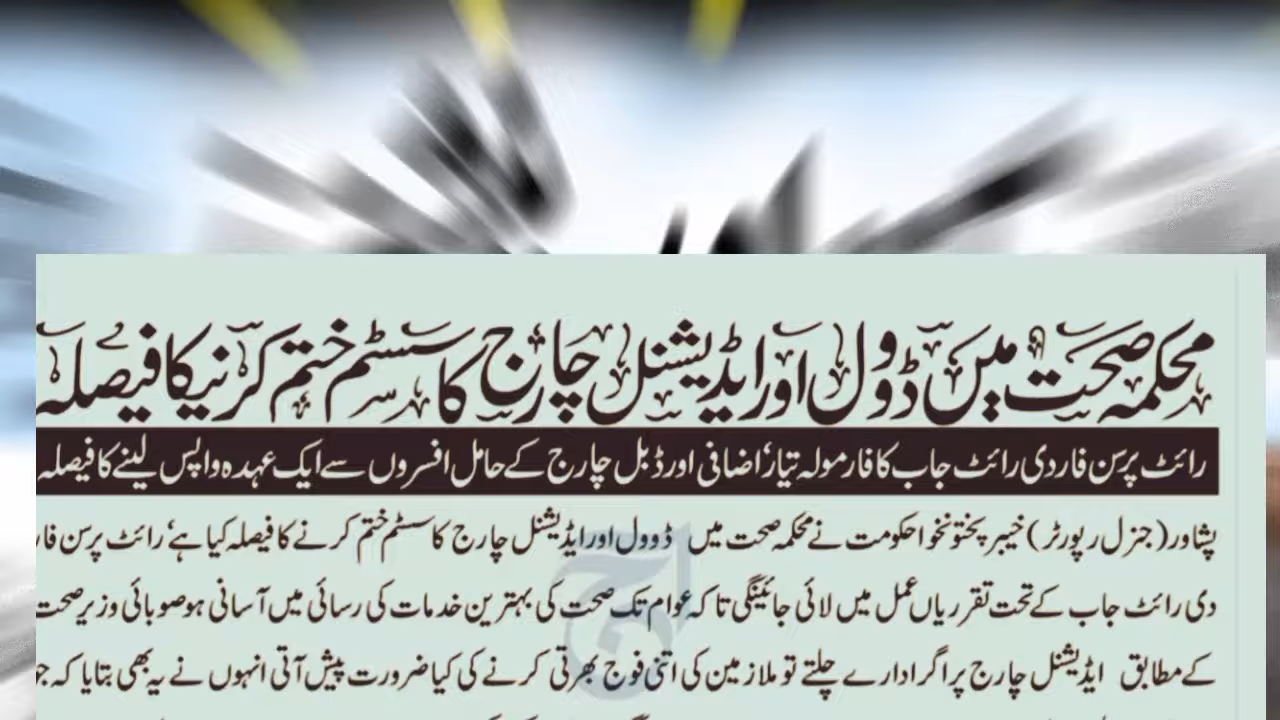 محکمہ صحت میں ڈوول اور ایڈیشنل چارج کا سسٹم ختم کرنیکا فیصلہ
رائٹ پرسن فار دی رائٹ جاب کا فارمولہ تیار‘ اضافی اور ڈبل چارج کے حامل افسروں سے ایک عہدہ واپس لینے کا فیصلہ
پشاور (جنرل رپورٹر) خیبر پختونخوا حکومت نے محکمہ صحت میں ڈوول اور ایڈیشنل چارج کا سسٹم ختم کرنے کا فیصلہ کیا ہے‘ رائٹ پرسن فار
دی رائٹ جاب کے تحت تقرریاں عمل میں لائی جائینگی تاکہ عوام تک صحت کی بہترین خدمات کی رسائی میں آسانی ہو صوبائی وزیر صحت
کے مطابق ایڈیشنل چارج پر اگر ادارے چلتے تو ملازمین کی اتنی فوج بھرتی کرنے کی کیا ضرورت پیش آتی انہوں نے یہ بھی بتایا کہ